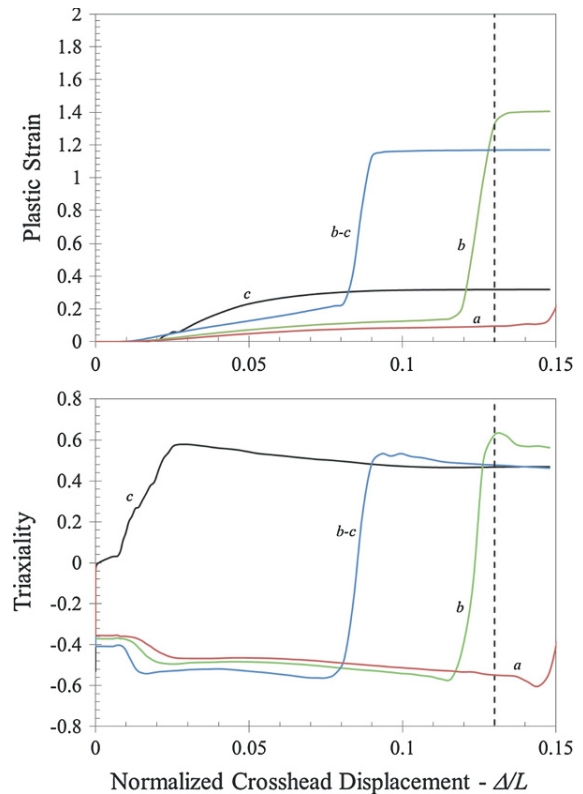 2
1.8
1.6
1.4
1.2
1
0.8
0.6
0.4
0.2
0
Plastic Strain
b-c
b
c
a
0 0.05 0.1 0.15
0.8
0.6
0.4
0.2
0
-0.2
-0.4
-0.6
-0.8
Triaxiality
c
b-c
b
a
0 0.05 0.1 0.15
Normalized Crosshead Displacement - Δ/L